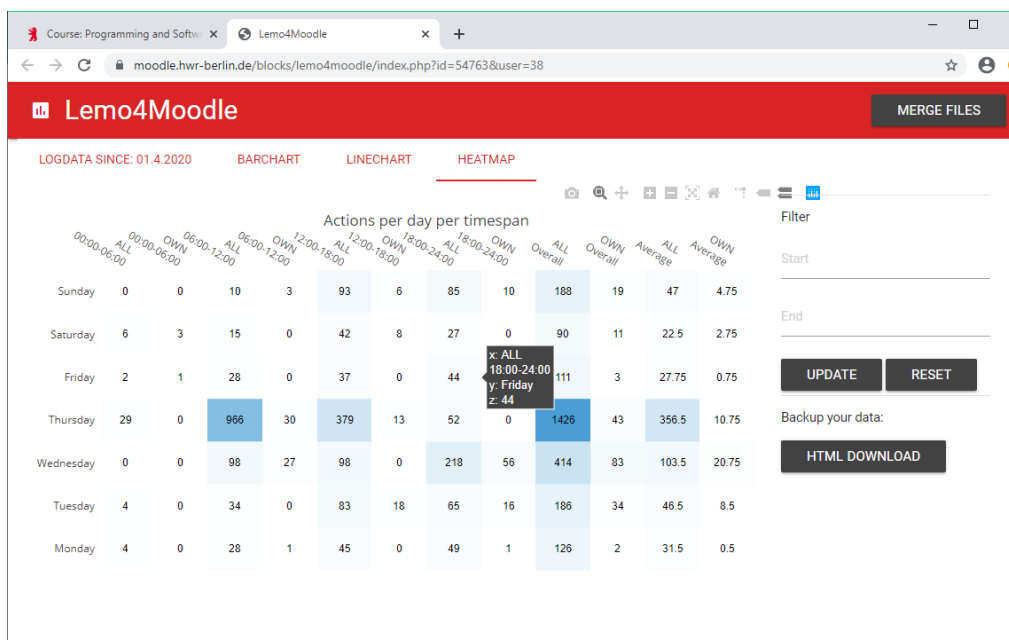 Course: Programming and Softw
Lemo4Moodle
moodle.hwr-berlin.de/blocks/lemo4moodle/index.php?id=54763&user=38
Lemo4Moodle
MERGE FILES
LOGDATA SINCE: 01.4.2020 BARCHART LINECHART HEATMAP
Actions per day per timespan
ALL 00:00-06:00
OWN 00:00-06:00
ALL 06:00-12:00
OWN 06:00-12:00
ALL 12:00-18:00
OWN 12:00-18:00
ALL 18:00-24:00
OWN 18:00-24:00
ALL Overall
OWN Overall
ALL Average
OWN Average
Sunday 0 0 10 3 93 6 85 10 188 19 47 4.75
Saturday 6 3 15 0 42 8 27 0 90 11 22.5 2.75
Friday 2 1 28 0 37 0 44 111 3 27.75 0.75
x: ALL
18:00-24:00
y: Friday
z: 44
Thursday 29 0 966 30 379 13 52 0 1426 43 356.5 10.75
Wednesday 0 0 98 27 98 0 218 56 414 83 103.5 20.75
Tuesday 4 0 34 0 83 18 65 16 186 34 46.5 8.5
Monday 4 0 28 1 45 0 49 1 126 2 31.5 0.5
Filter
Start
End
UPDATE RESET
Backup your data:
HTML DOWNLOAD